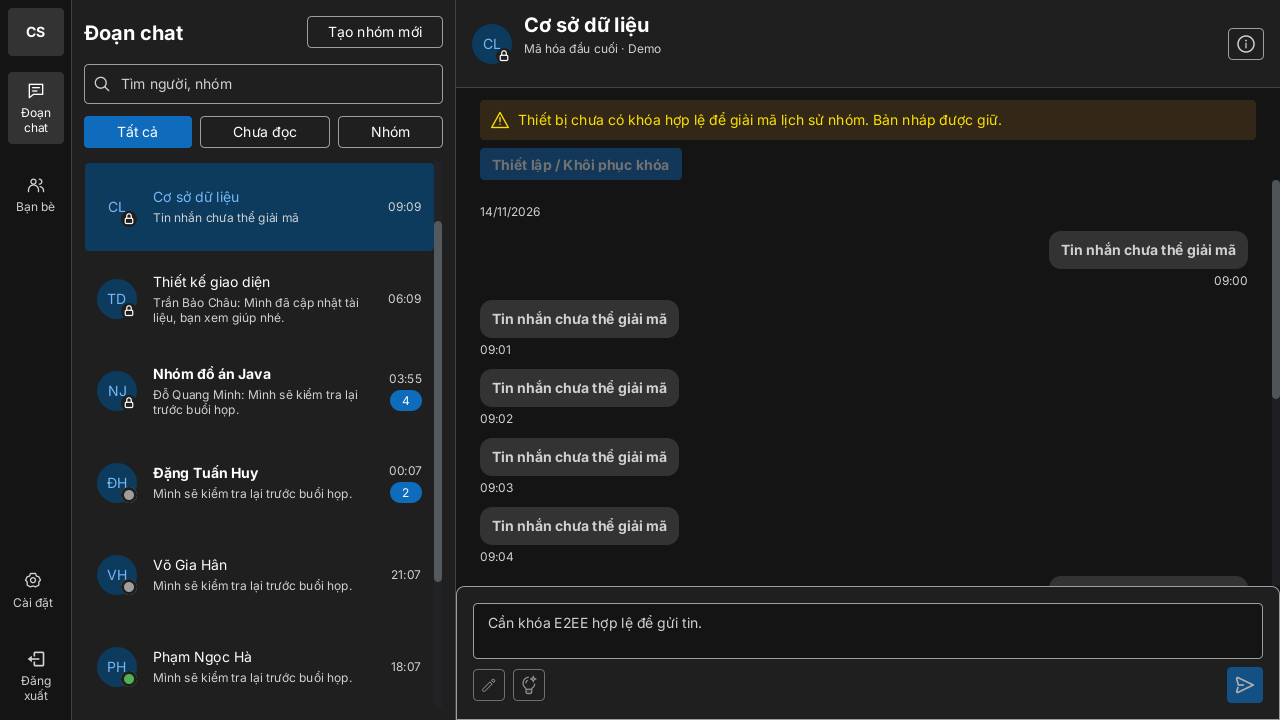 CS
Đoạn chat
Bạn bè
Cài đặt
Đăng xuất
Đoạn chat
Tạo nhóm mới
Tìm người, nhóm
Tất cả
Chưa đọc
Nhóm
CL
Cơ sở dữ liệu
Tin nhắn chưa thể giải mã
09:09
TD
Thiết kế giao diện
Trần Bảo Châu: Mình đã cập nhật tài liệu, bạn xem giúp nhé.
06:09
NJ
Nhóm đồ án Java
Đỗ Quang Minh: Mình sẽ kiểm tra lại trước buổi họp.
03:55
4
ĐH
Đặng Tuấn Huy
Mình sẽ kiểm tra lại trước buổi họp.
00:07
2
VH
Võ Gia Hân
Mình sẽ kiểm tra lại trước buổi họp.
21:07
PH
Phạm Ngọc Hà
Mình sẽ kiểm tra lại trước buổi họp.
18:07
CL
Cơ sở dữ liệu
Mã hóa đầu cuối · Demo
Thiết bị chưa có khóa hợp lệ để giải mã lịch sử nhóm. Bản nháp được giữ.
Thiết lập / Khôi phục khóa
14/11/2026
Tin nhắn chưa thể giải mã
09:00
Tin nhắn chưa thể giải mã
09:01
Tin nhắn chưa thể giải mã
09:02
Tin nhắn chưa thể giải mã
09:03
Tin nhắn chưa thể giải mã
09:04
Cần khóa E2EE hợp lệ để gửi tin.